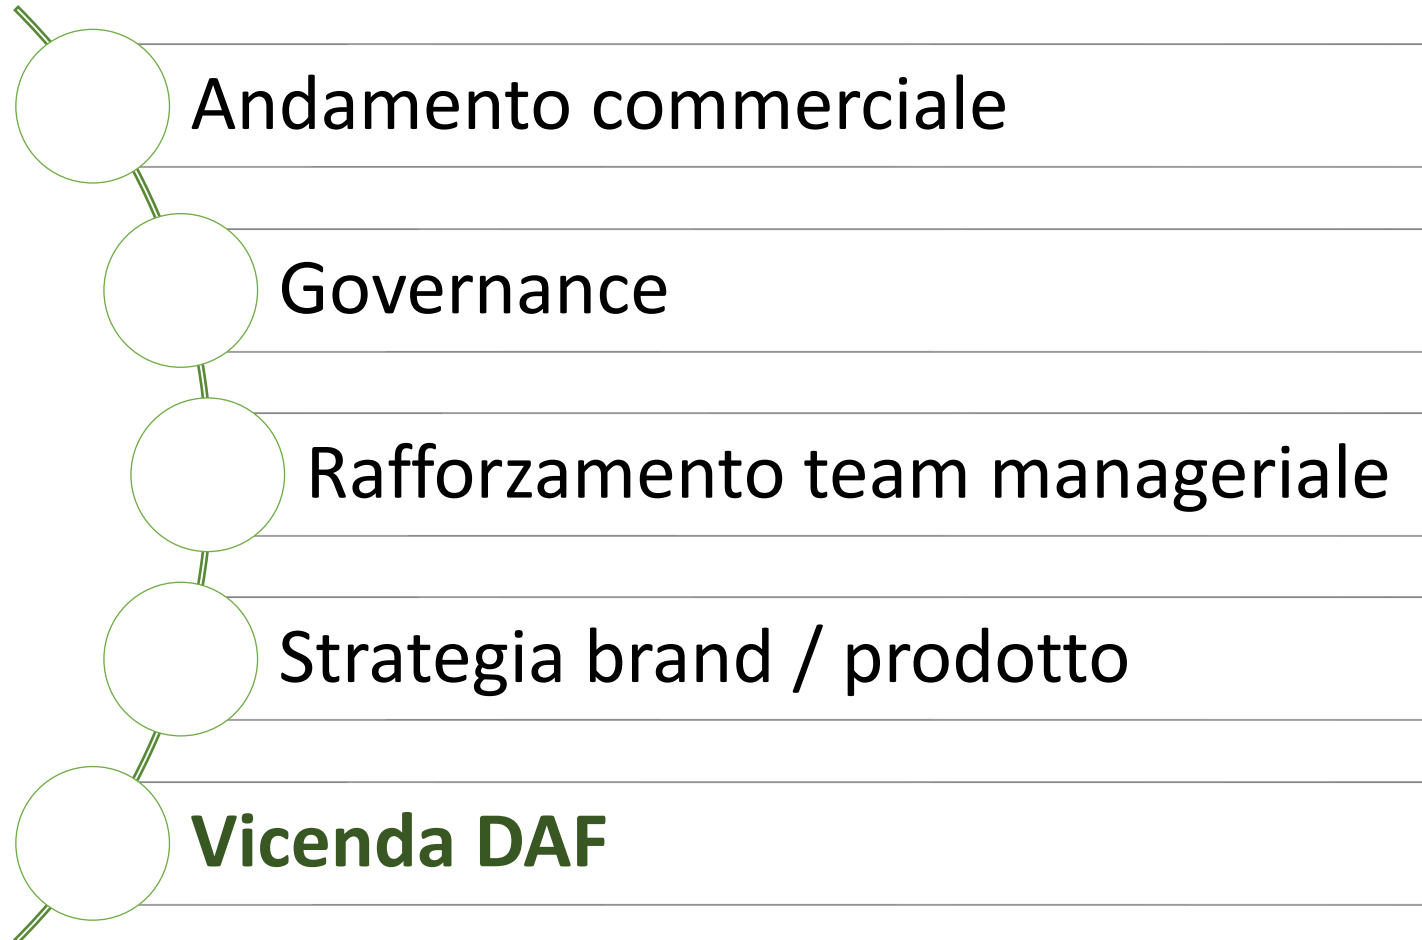 Andamento commerciale
Governance
Rafforzamento team manageriale
Strategia brand / prodotto
Vicenda DAF